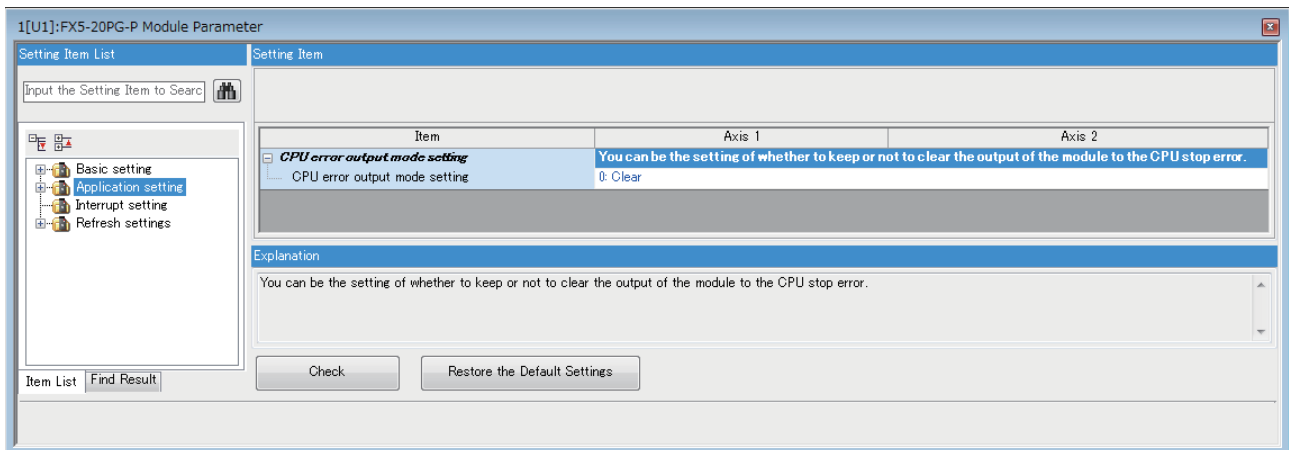 1[U1]:FX5-20PG-P Module Parameter
Setting Item List
Setting Item
Input the Setting Item to Searc
Item Axis 1 Axis 2
CPU error output mode setting You can be the setting of whether to keep or not to clear the output of the module to the CPU stop error.
CPU error output mode setting 0: Clear
Basic setting
Application setting
Interrupt setting
Refresh settings
Explanation
You can be the setting of whether to keep or not to clear the output of the module to the CPU stop error.
Check Restore the Default Settings
Item List Find Result